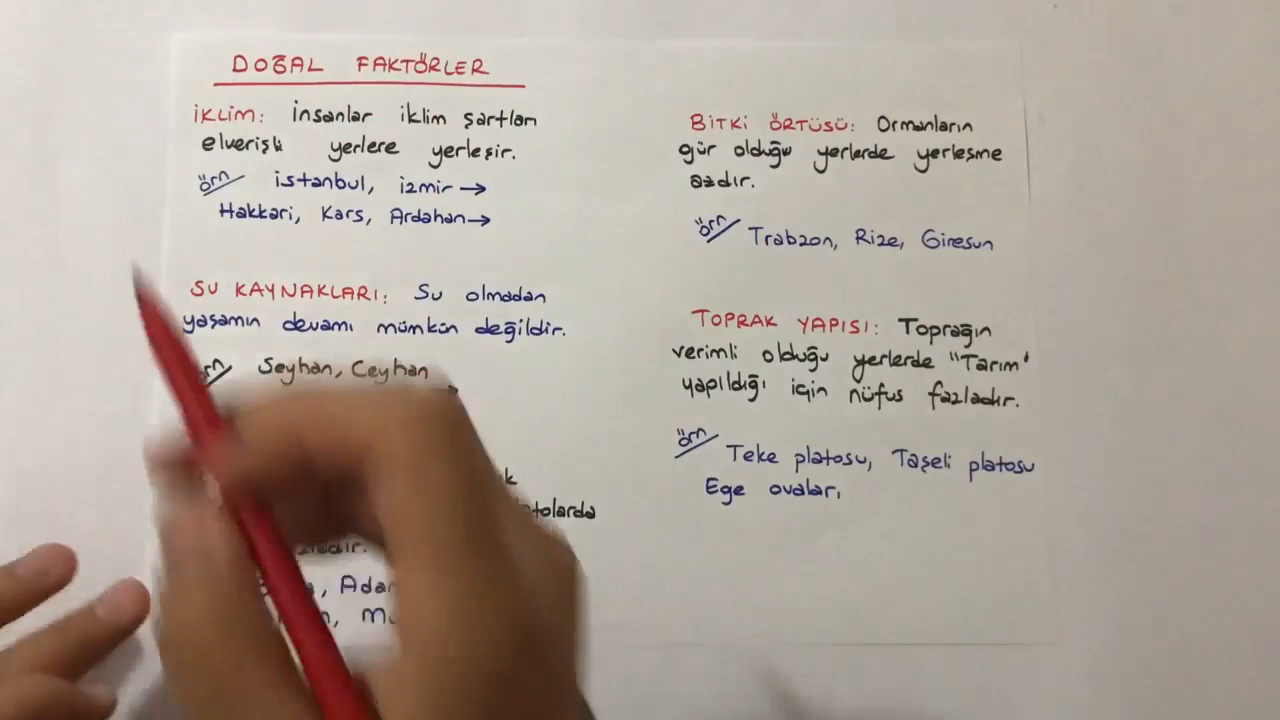 DOĞAL FAKTÖRLER
İKLİM: İnsanlar iklim şartları
elverişli yerlere yerleşir.
örn İstanbul, İzmir →
Hakkari, Kars, Ardahan →
SU KAYNAKLARI: Su olmadan
yaşamın devamı mümkün değildir.
örn Seyhan, Ceyhan
BİTKİ ÖRTÜSÜ: Ormanların
gür olduğu yerlerde yerleşme
azdır.
örn Trabzon, Rize, Giresun
TOPRAK YAPISI: Toprağın
verimli olduğu yerlerde "Tarım"
yapıldığı için nüfus fazladır.
örn Teke platosu, Taşeli platosu
Ege ovaları